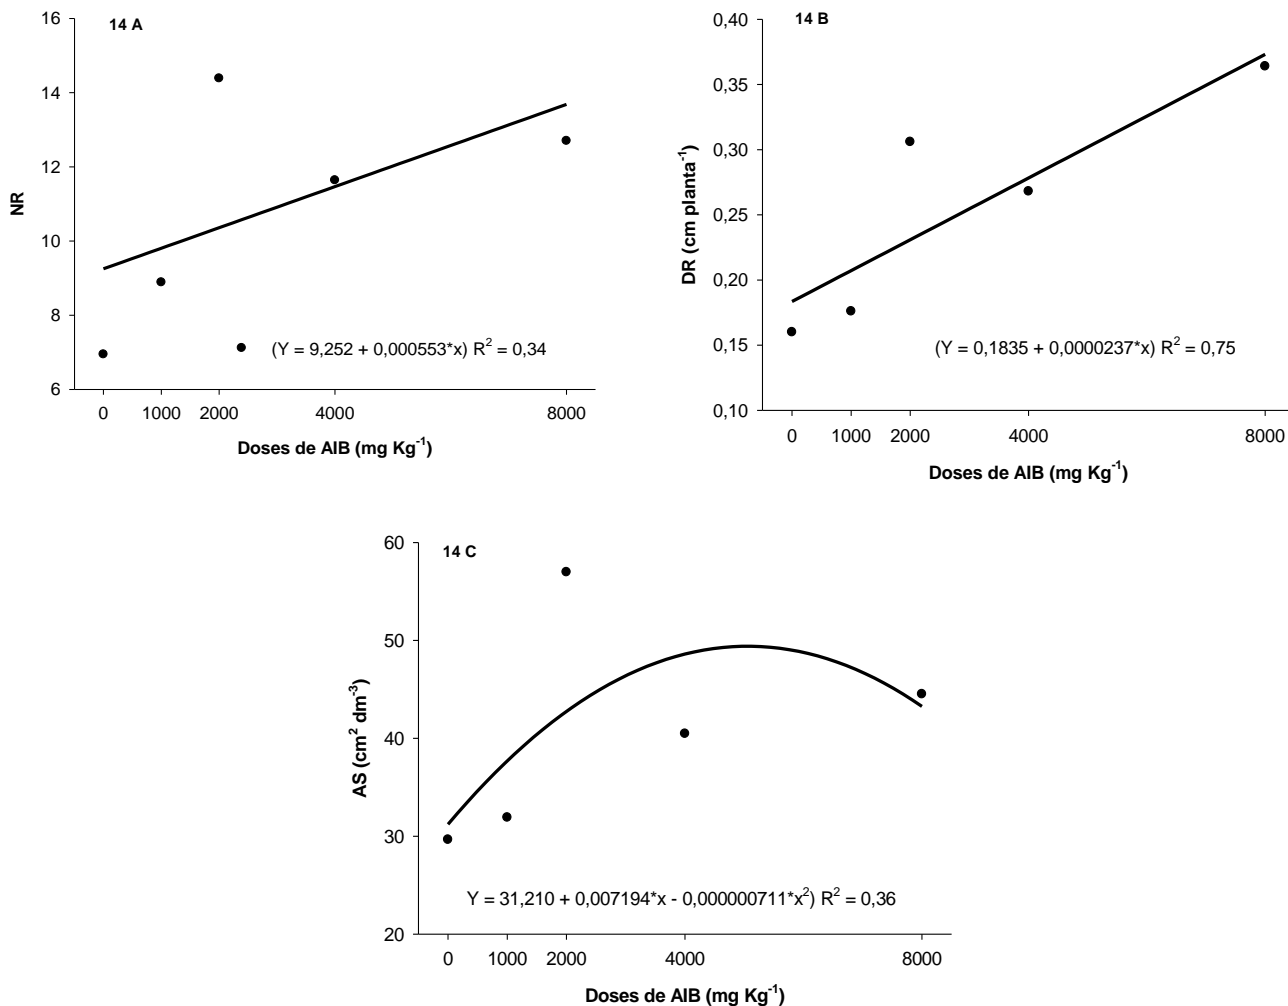 14 A
16
14
12
10
8
6
NR
(Y = 9,252 + 0,000553*x) R² = 0,34
0 1000 2000 4000 8000
Doses de AIB (mg Kg⁻¹)
14 B
0,40
0,35
0,30
0,25
0,20
0,15
0,10
DR (cm planta⁻¹)
(Y = 0,1835 + 0,0000237*x) R² = 0,75
0 1000 2000 4000 8000
Doses de AIB (mg Kg⁻¹)
14 C
60
50
40
30
20
AS (cm² dm⁻³)
Y = 31,210 + 0,007194*x - 0,000000711*x²) R² = 0,36
0 1000 2000 4000 8000
Doses de AIB (mg Kg⁻¹)